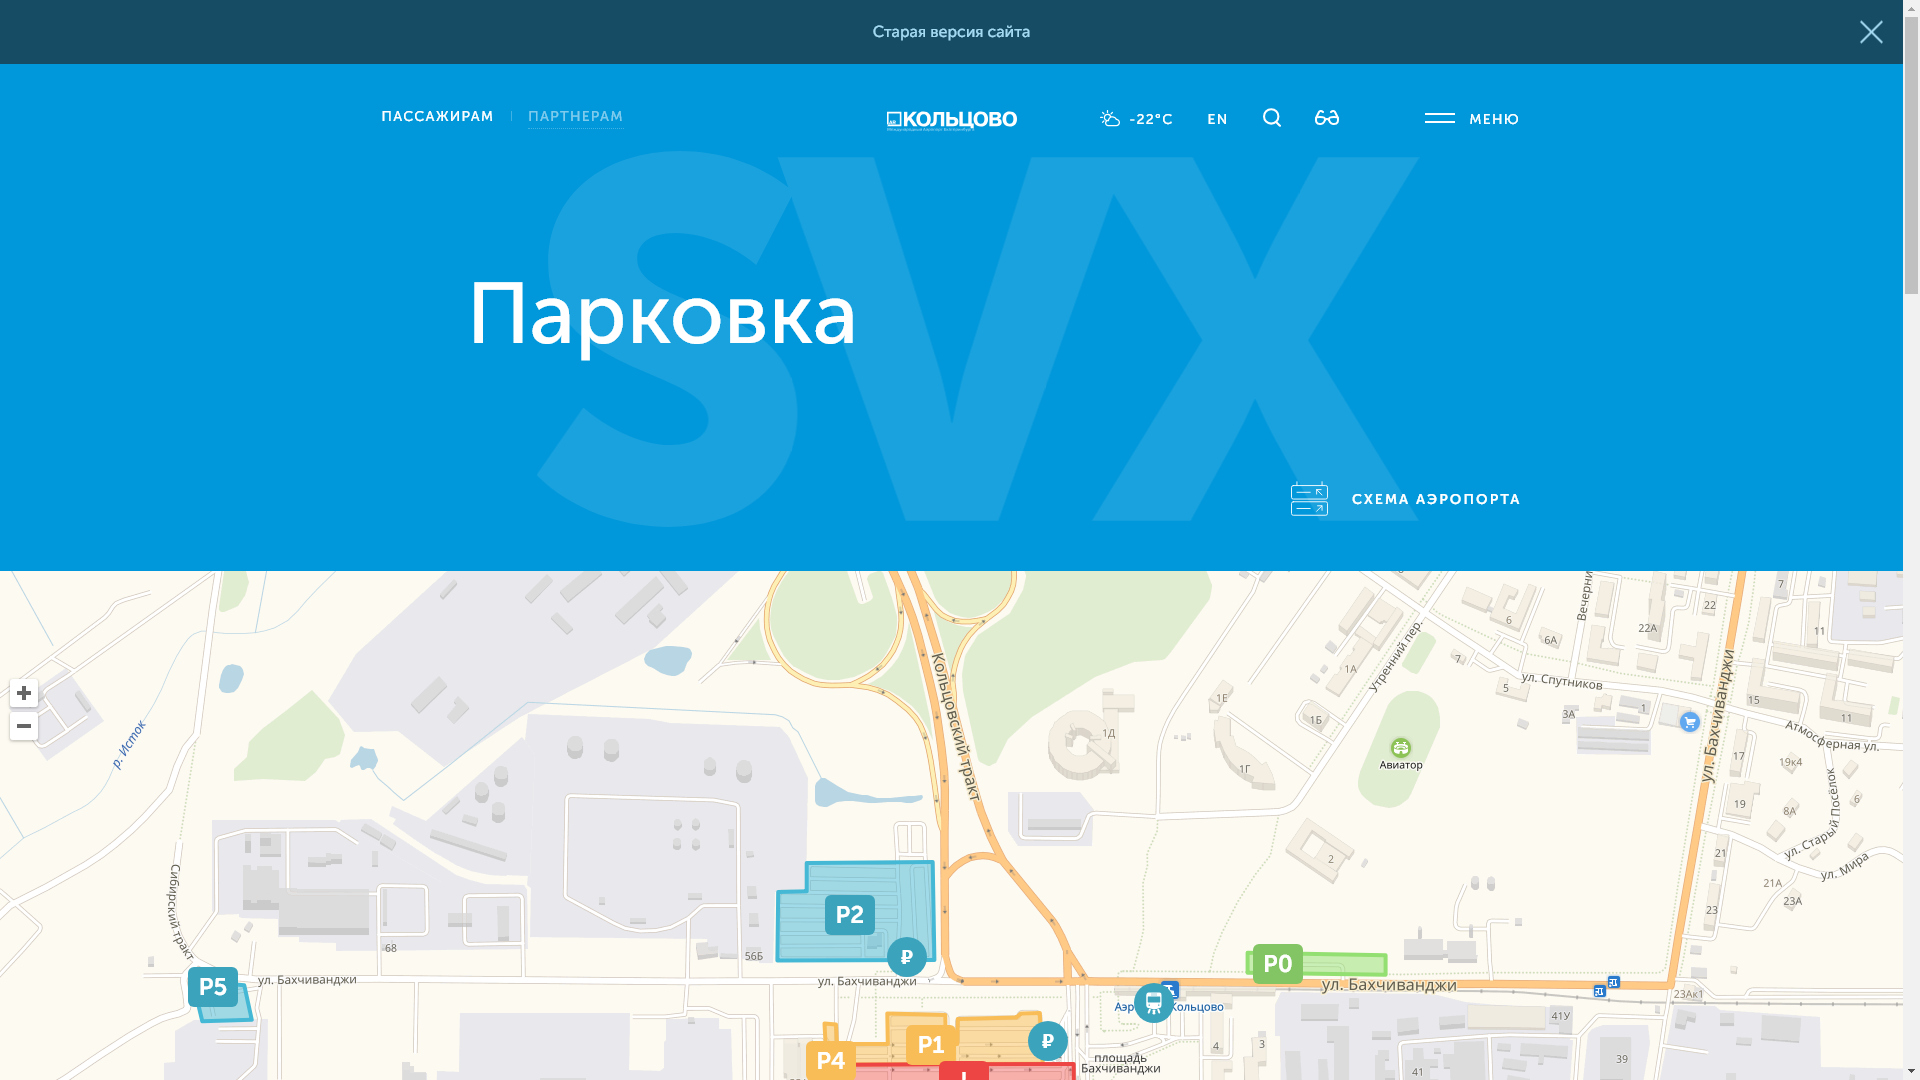 Старая версия сайта
ПАССАЖИРАМ
ПАРТНЕРАМ
КОЛЬЦОВО
-22°C
EN
МЕНЮ
SVX
Парковка
СХЕМА АЭРОПОРТА
р. Исток
Кольцовский тракт
Сибирский тракт
ул. Бахчиванджи
68
56Б
ул. Бахчиванджи
1Д
1Е
1Б
1А
1Г
2
Утренний пер.
Авиатор
ул. Спутников
Вечерни
6
6А
7
5
3А
1
22
22А
7
11
15
11
Атмосферная ул.
ул. Бахчиванджи
17
19
19к4
8А
6
ул. Старый Посёлок
ул. Мира
21
21А
23А
23
23Ак1
P2
₽
P5
P0
ул. Бахчиванджи
P1
P4
₽
площадь
Бахчиванджи
4
3
41У
39
41